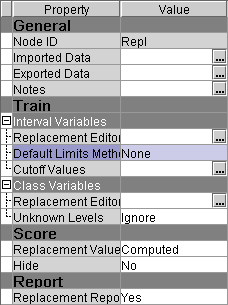 Property Value
General
Node ID Repl
Imported Data ...
Exported Data ...
Notes ...
Train
Interval Variables
Replacement Editor ...
Default Limits Metho None
Cutoff Values ...
Class Variables
Replacement Editor ...
Unknown Levels Ignore
Score
Replacement Value Computed
Hide No
Report
Replacement Repo Yes